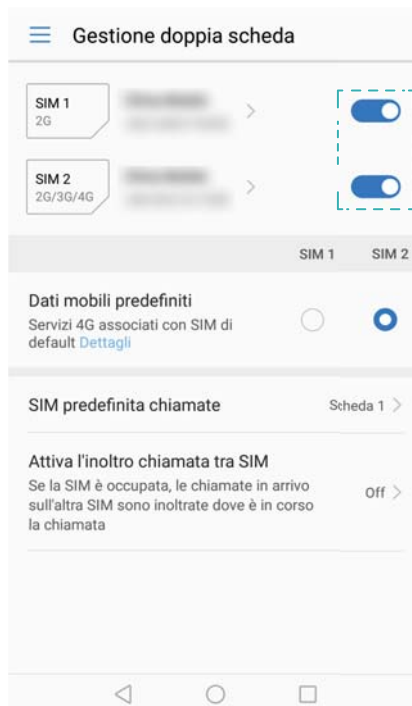 Gestione doppia scheda
SIM 1
2G
SIM 2
2G/3G/4G
SIM 1 SIM 2
Dati mobili predefiniti
Servizi 4G associati con SIM di
default Dettagli
SIM predefinita chiamate Scheda 1
Attiva l'inoltro chiamata tra SIM
Se la SIM è occupata, le chiamate in arrivo
sull'altra SIM sono inoltrate dove è in corso
la chiamata
Off